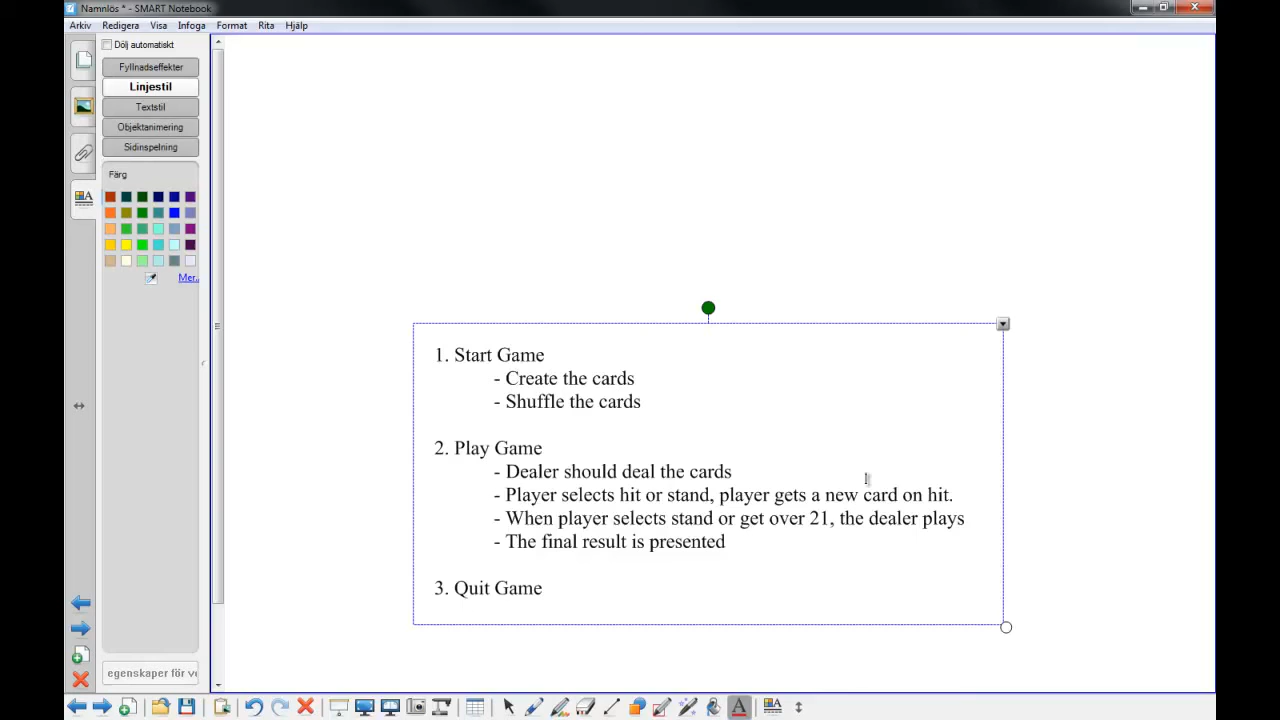 Namnlös * - SMART Notebook
Arkiv Redigera Visa Infoga Format Rita Hjälp
Dölj automatiskt
Fyllnadseffekter
Linjestil
Textstil
Objektanimering
Sidinspelning
Färg
Mer..
1. Start Game
- Create the cards
- Shuffle the cards
2. Play Game
- Dealer should deal the cards
- Player selects hit or stand, player gets a new card on hit.
- When player selects stand or get over 21, the dealer plays
- The final result is presented
3. Quit Game
egenskaper för